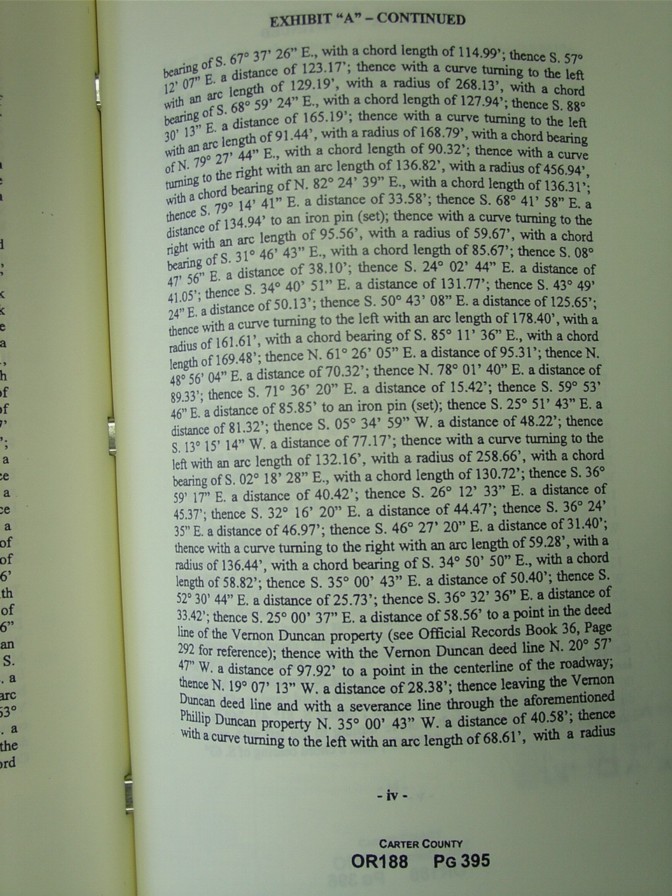 EXHIBIT “A” – CONTINUED
bearing of S. 67° 37’ 26” E., with a chord length of 114.99’; thence S. 57°
12’ 07” E. a distance of 123.17’; thence with a curve turning to the left
with an arc length of 129.19’, with a radius of 268.13’, with a chord
bearing of S. 68° 59’ 24” E., with a chord length of 127.94’; thence S. 88°
30’ 13” E. a distance of 165.19’; thence with a curve turning to the left
with an arc length of 91.44’, with a radius of 168.79’, with a chord bearing
of N. 79° 27’ 44” E., with a chord length of 90.32’; thence with a curve
turning to the right with an arc length of 136.82’, with a radius of 456.94’,
with a chord bearing of N. 82° 24’ 39” E., with a chord length of 136.31’;
thence S. 79° 14’ 41” E. a distance of 33.58’; thence S. 68° 41’ 58” E. a
distance of 134.94’ to an iron pin (set); thence with a curve turning to the
right with an arc length of 95.56’, with a radius of 59.67’, with a chord
bearing of S. 31° 46’ 43” E., with a chord length of 85.67’; thence S. 08°
47’ 56” E. a distance of 38.10’; thence S. 24° 02’ 44” E. a distance of
41.05’; thence S. 34° 40’ 51” E. a distance of 131.77’; thence S. 43° 49’
24” E. a distance of 50.13’; thence S. 50° 43’ 08” E. a distance of 125.65’;
thence with a curve turning to the left with an arc length of 178.40’, with a
radius of 161.61’, with a chord bearing of S. 85° 11’ 36” E., with a chord
length of 169.48’; thence N. 61° 26’ 05” E. a distance of 95.31’; thence N.
48° 56’ 04” E. a distance of 70.32’; thence N. 78° 01’ 40” E. a distance of
89.33’; thence S. 71° 36’ 20” E. a distance of 15.42’; thence S. 59° 53’
46” E. a distance of 85.85’ to an iron pin (set); thence S. 25° 51’ 43” E. a
distance of 81.32’; thence S. 05° 34’ 59” W. a distance of 48.22’; thence
S. 13° 15’ 14” W. a distance of 77.17’; thence with a curve turning to the
left with an arc length of 132.16’, with a radius of 258.66’, with a chord
bearing of S. 02° 18’ 28” E., with a chord length of 130.72’; thence S. 36°
59’ 17” E. a distance of 40.42’; thence S. 26° 12’ 33” E. a distance of
45.37’; thence S. 32° 16’ 20” E. a distance of 44.47’; thence S. 36° 24’
35” E. a distance of 46.97’; thence S. 46° 27’ 20” E. a distance of 31.40’;
thence with a curve turning to the right with an arc length of 59.28’, with a
radius of 136.44’, with a chord bearing of S. 34° 50’ 50” E., with a chord
length of 58.82’; thence S. 35° 00’ 43” E. a distance of 50.40’; thence S.
52° 30’ 44” E. a distance of 25.73’; thence S. 36° 32’ 36” E. a distance of
33.42’; thence S. 25° 00’ 37” E. a distance of 58.56’ to a point in the deed
line of the Vernon Duncan property (see Official Records Book 36, Page
292 for reference); thence with the Vernon Duncan deed line N. 20° 57’
47” W. a distance of 97.92’ to a point in the centerline of the roadway;
thence N. 19° 07’ 13” W. a distance of 28.38’; thence leaving the Vernon
Duncan deed line and with a severance line through the aforementioned
Phillip Duncan property N. 35° 00’ 43” W. a distance of 40.58’; thence
with a curve turning to the left with an arc length of 68.61’, with a radius
- iv -
CARTER COUNTY
OR188 PG 395